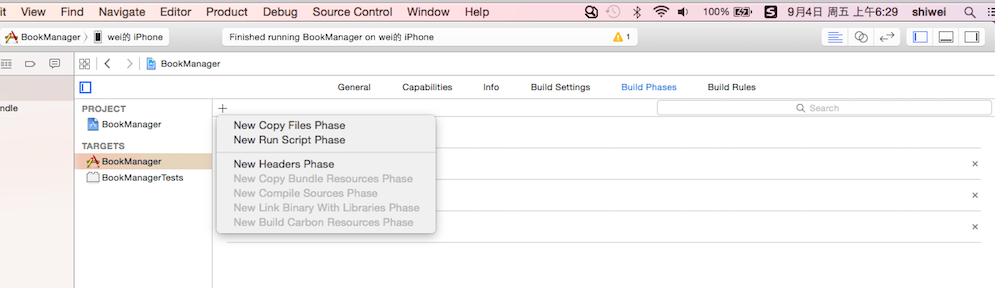 it View Find Navigate Editor Product Debug Source Control Window Help 100% S 9月4日 周五 上午6:29 shiwei
BookManager 〉 wei的 iPhone Finished running BookManager on wei的 iPhone 1
BookManager
General Capabilities Info Build Settings Build Phases Build Rules
ndle
PROJECT
BookManager
TARGETS
BookManager
BookManagerTests
+
Search
New Copy Files Phase
New Run Script Phase
New Headers Phase
New Copy Bundle Resources Phase
New Compile Sources Phase
New Link Binary With Libraries Phase
New Build Carbon Resources Phase